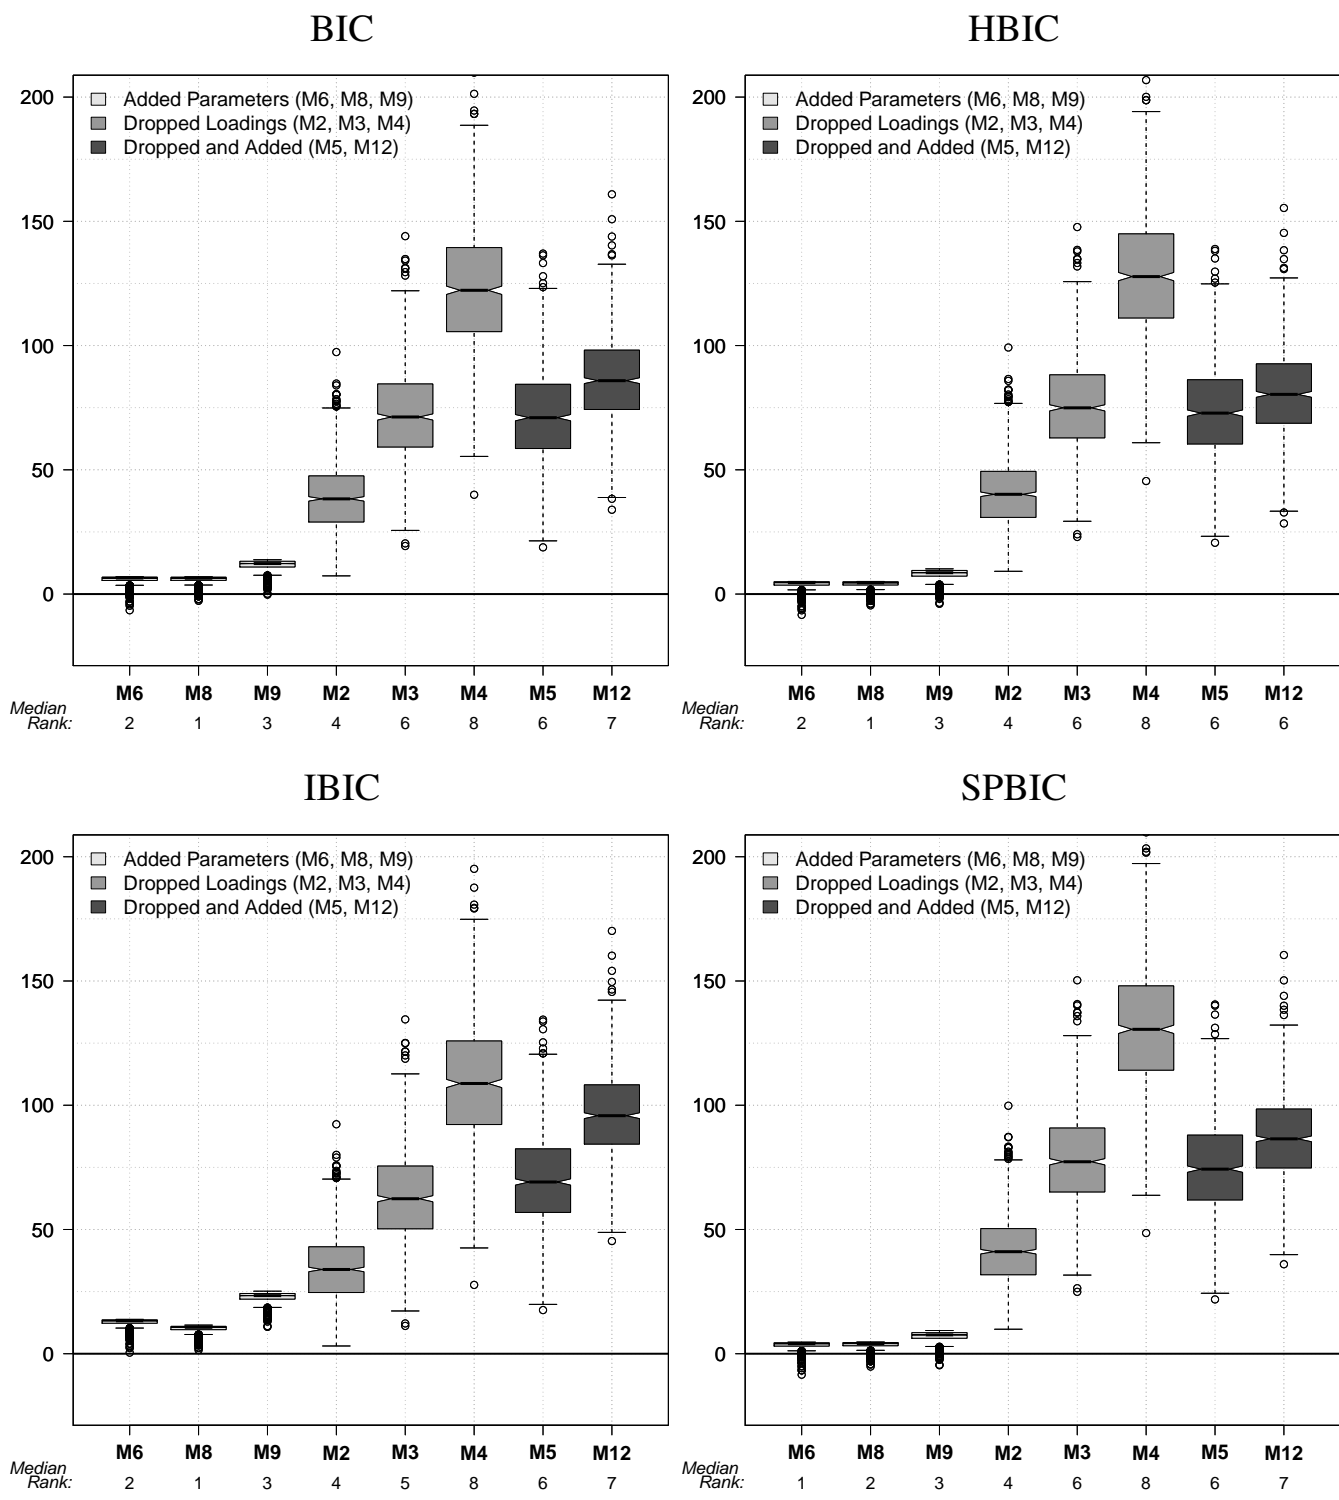 BIC
200
150
100
50
0
Added Parameters (M6, M8, M9)
Dropped Loadings (M2, M3, M4)
Dropped and Added (M5, M12)
M6 M8 M9 M2 M3 M4 M5 M12
Median
Rank: 2 1 3 4 6 8 6 7
HBIC
200
150
100
50
0
Added Parameters (M6, M8, M9)
Dropped Loadings (M2, M3, M4)
Dropped and Added (M5, M12)
M6 M8 M9 M2 M3 M4 M5 M12
Median
Rank: 2 1 3 4 6 8 6 6
IBIC
200
150
100
50
0
Added Parameters (M6, M8, M9)
Dropped Loadings (M2, M3, M4)
Dropped and Added (M5, M12)
M6 M8 M9 M2 M3 M4 M5 M12
Median
Rank: 2 1 3 4 5 8 6 7
SPBIC
200
150
100
50
0
Added Parameters (M6, M8, M9)
Dropped Loadings (M2, M3, M4)
Dropped and Added (M5, M12)
M6 M8 M9 M2 M3 M4 M5 M12
Median
Rank: 1 2 3 4 6 8 6 7